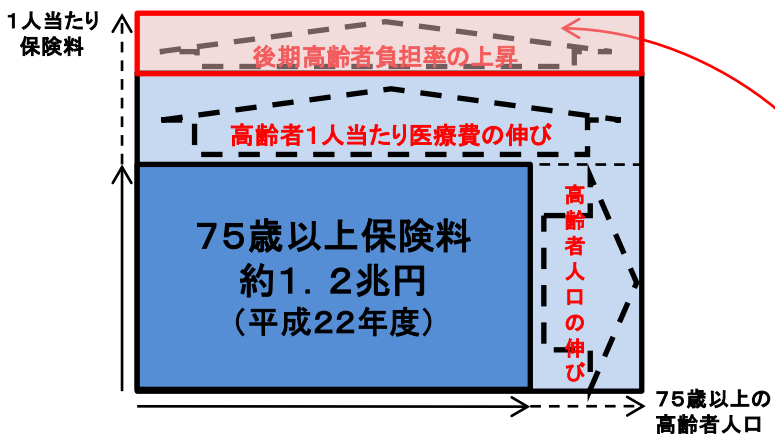 1人当たり
保険料
後期高齢者負担率の上昇
高齢者1人当たり医療費の伸び
75歳以上保険料
約1.2兆円
(平成22年度)
高齢者人口の伸び
75歳以上の
高齢者人口